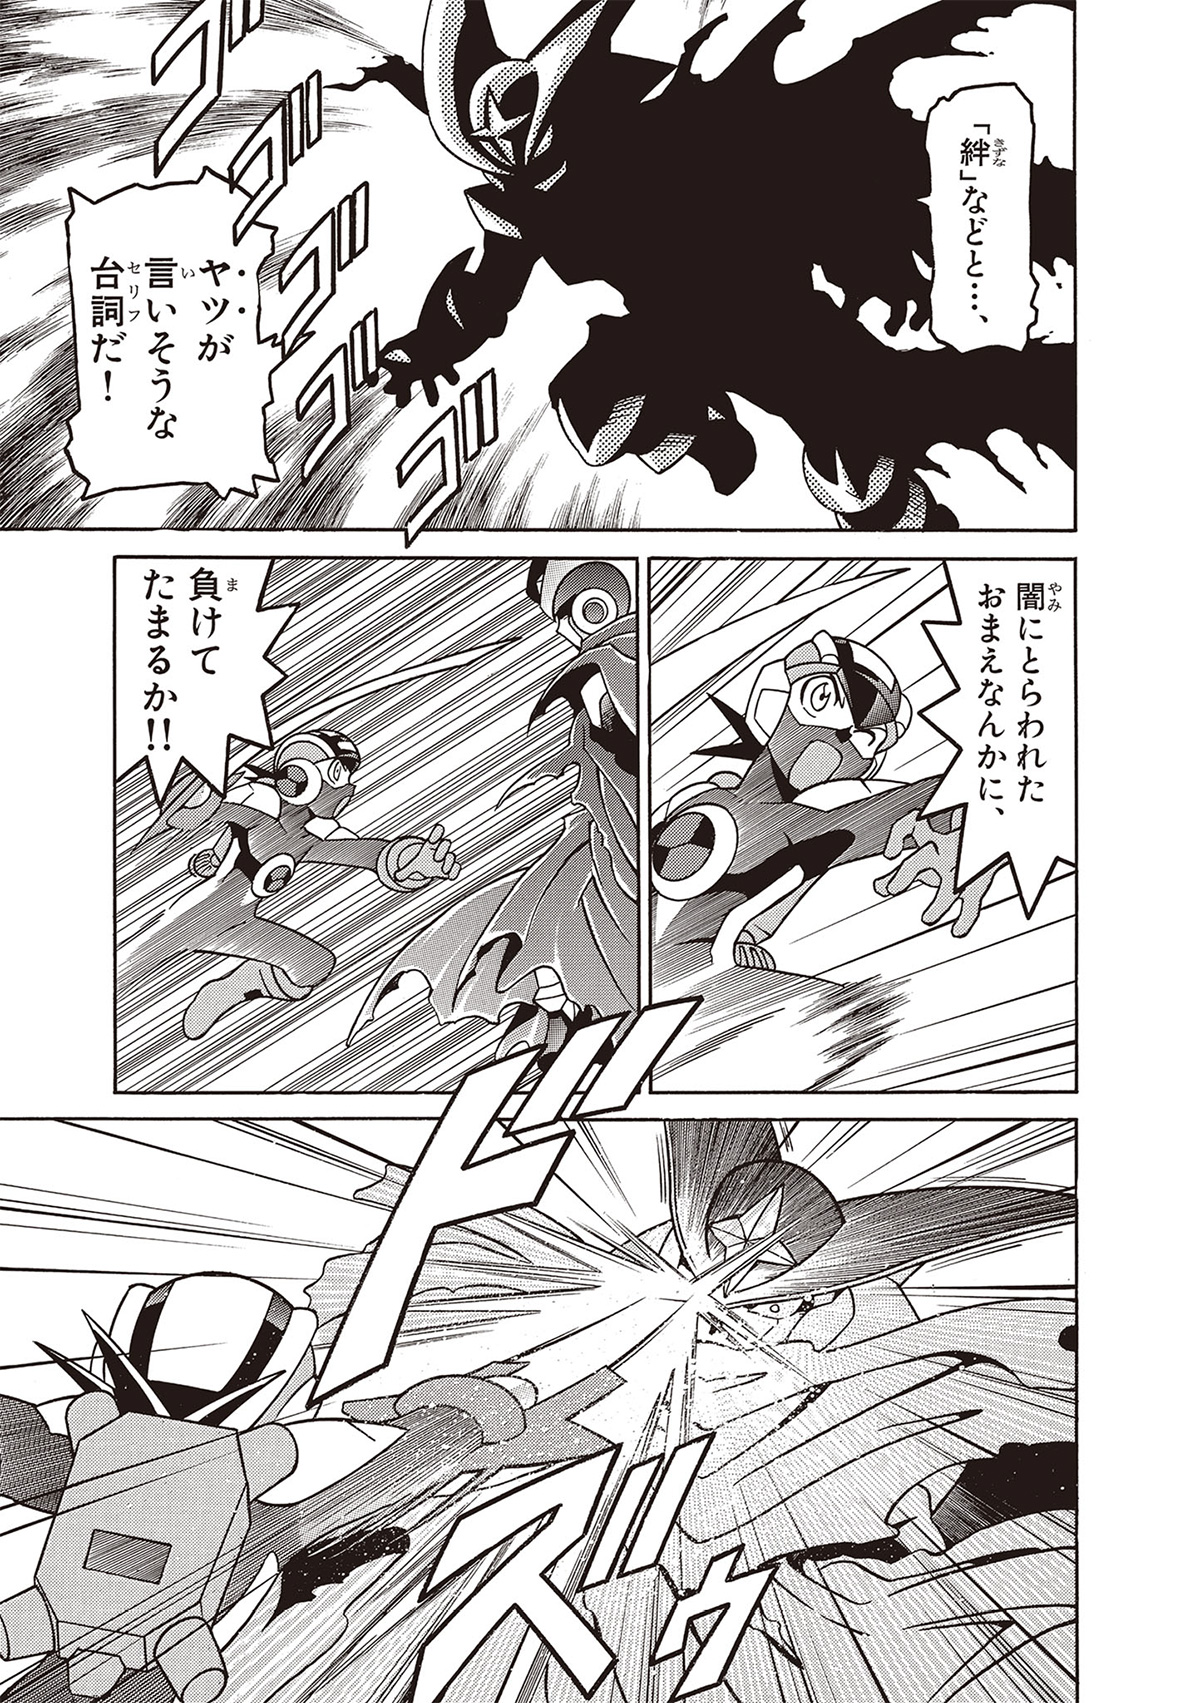 「絆」などと…、
ヤツが
言いそうな
台詞だ！
ゴゴゴゴゴ
闇にとらわれた
おまえなんかに、
負けて
たまるか!!
ドズゥ